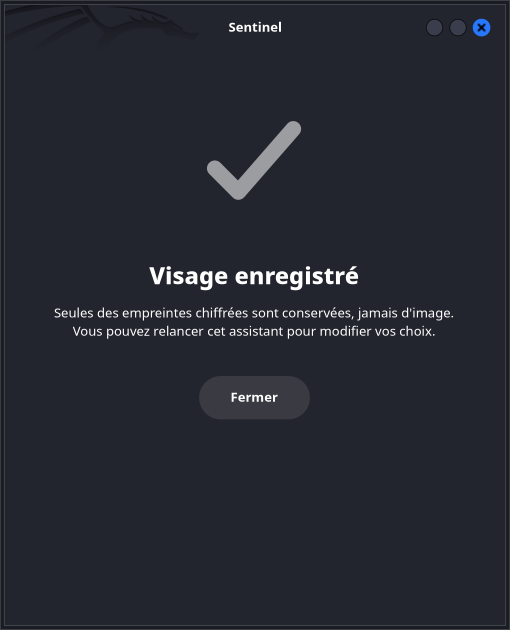 Sentinel
Visage enregistré
Seules des empreintes chiffrées sont conservées, jamais d'image.
Vous pouvez relancer cet assistant pour modifier vos choix.
Fermer